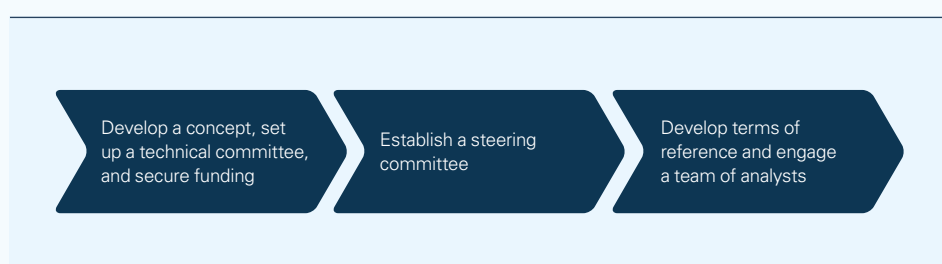 Develop a concept, set
up a technical committee,
and secure funding
Establish a steering
committee
Develop terms of
reference and engage
a team of analysts